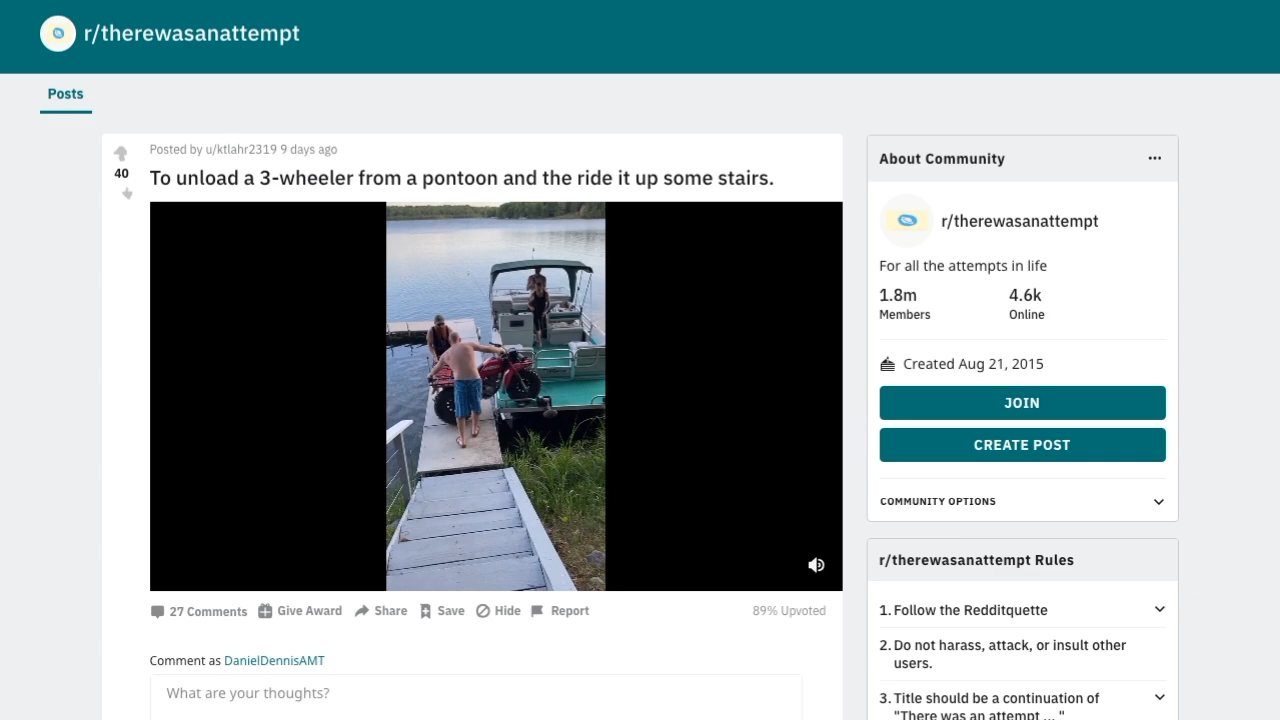 r/therewasanattempt
Posts
Posted by u/ktlahr2319 9 days ago
40
To unload a 3-wheeler from a pontoon and the ride it up some stairs.
27 Comments Give Award Share Save Hide Report 89% Upvoted
Comment as DanielDennisAMT
What are your thoughts?
About Community
r/therewasanattempt
For all the attempts in life
1.8m 4.6k
Members Online
Created Aug 21, 2015
JOIN
CREATE POST
COMMUNITY OPTIONS
r/therewasanattempt Rules
1. Follow the Redditquette
2. Do not harass, attack, or insult other
users.
3. Title should be a continuation of
"There was an attempt ... "